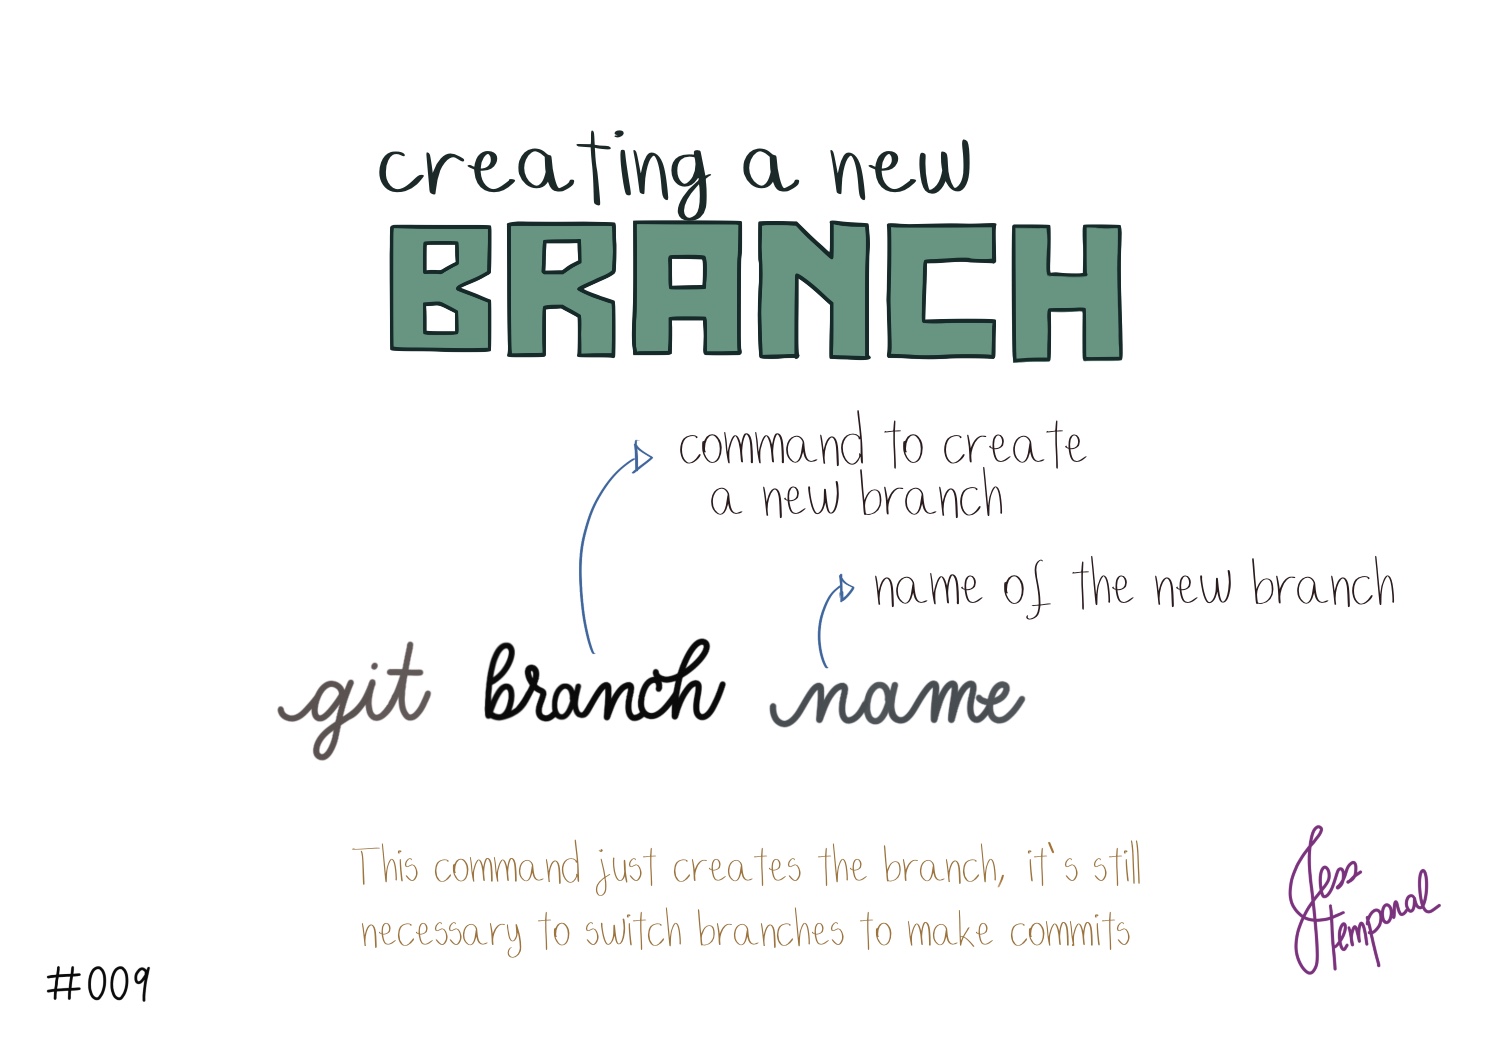 creating a new
BRANCH
command to create
a new branch
name of the new branch
git branch name
This command just creates the branch, it's still
necessary to switch branches to make commits
Jess
temporal
#009